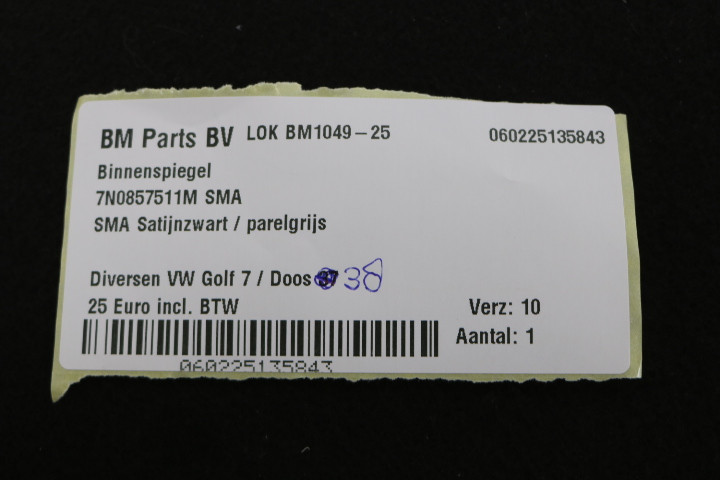 BM Parts BV LOK BM1049-25 060225135843
Binnenspiegel
7N0857511M SMA
SMA Satijnzwart / parelgrijs
Diversen VW Golf 7 / Doos 38
25 Euro incl. BTW Verz: 10
Aantal: 1
060225135843